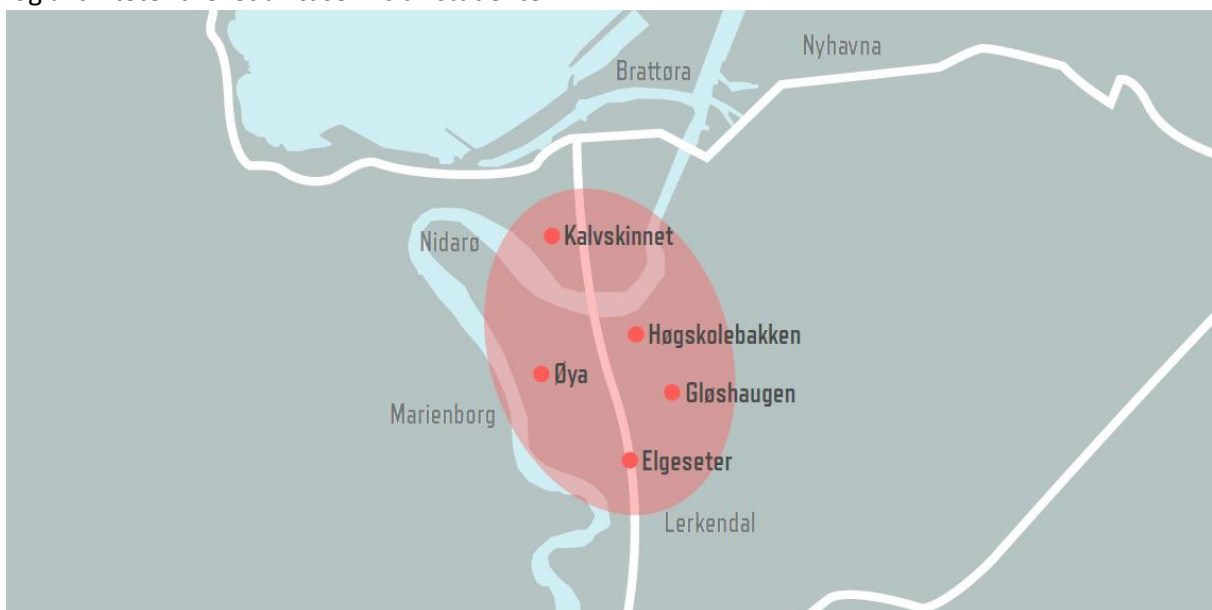 Nyhavna
Brattøra
Kalvskinnet
Nidarø
Høgskolebakken
Øya
Gløshaugen
Marienborg
Elgeseter
Lerkendal